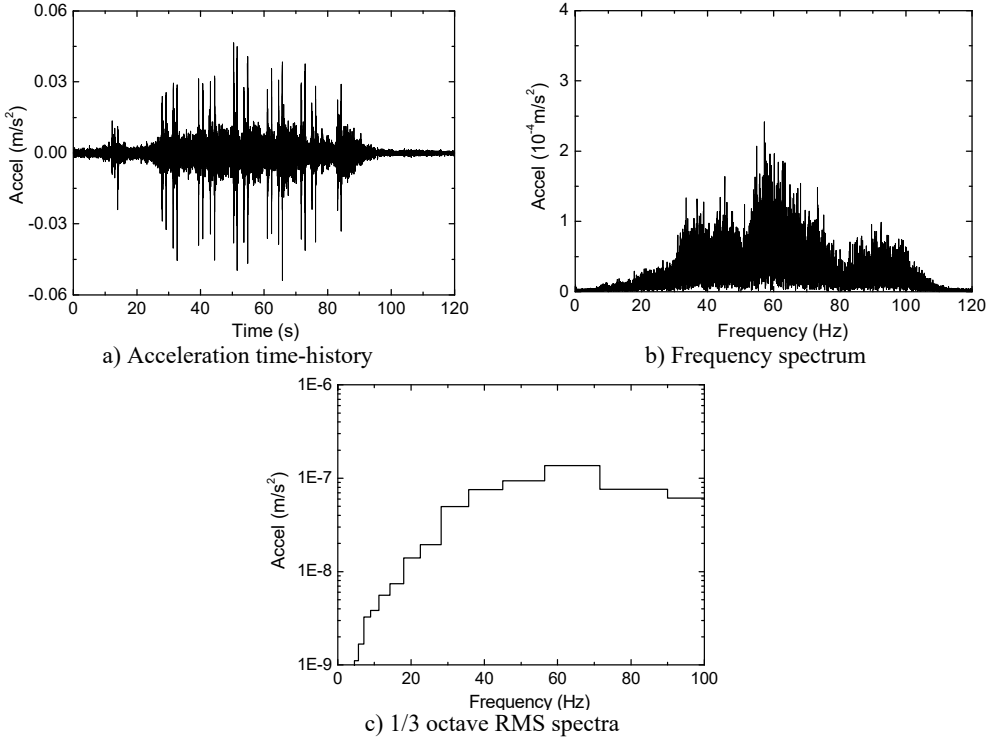 0.06
0.03
0.00
-0.03
-0.06
Accel (m/s²)
0 20 40 60 80 100 120
Time (s)
a) Acceleration time-history
4
3
2
1
0
Accel (10⁻⁴m/s²)
0 20 40 60 80 100 120
Frequency (Hz)
b) Frequency spectrum
1E-6
1E-7
1E-8
1E-9
Accel (m/s²)
0 20 40 60 80 100
Frequency (Hz)
c) 1/3 octave RMS spectra